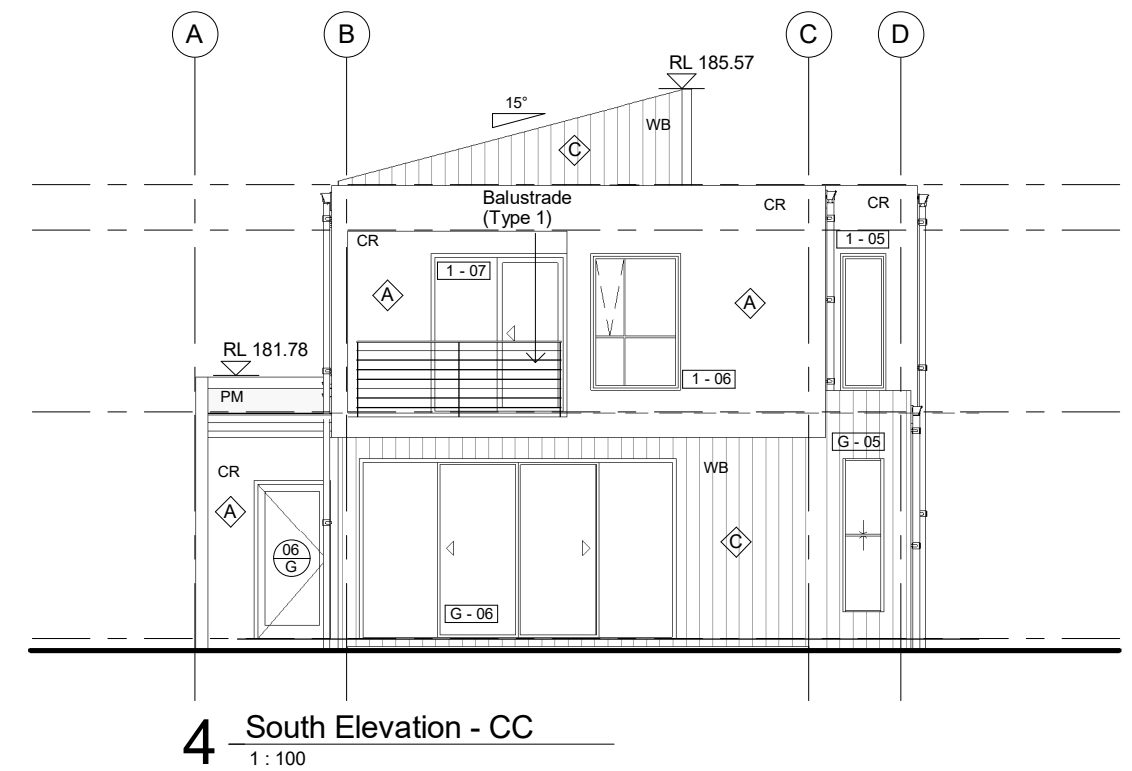 A
B
C
D
RL 185.57
15°
WB
C
Balustrade
(Type 1)
CR
CR
CR
1 - 05
1 - 07
A
A
RL 181.78
1 - 06
PM
G - 05
CR
WB
A
C
06
G
G - 06
4 South Elevation - CC
1 : 100